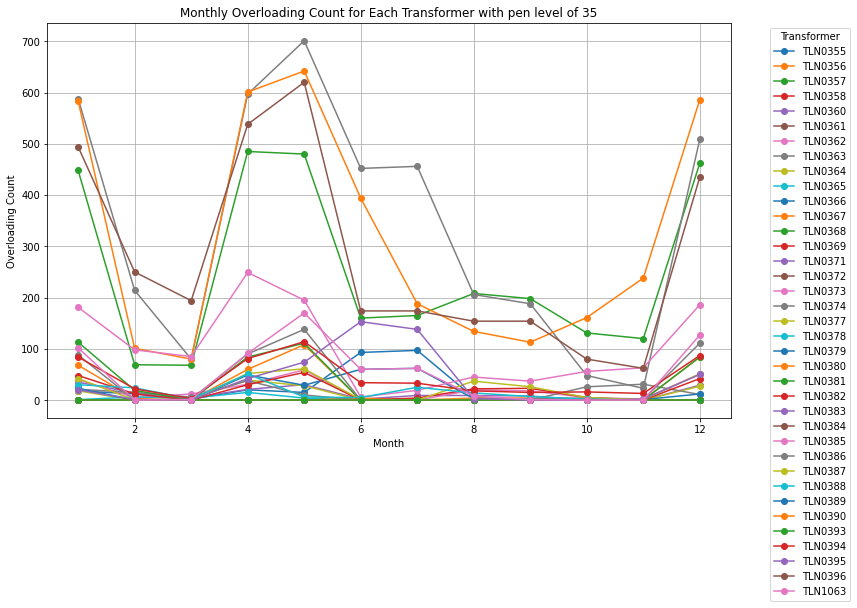 Monthly Overloading Count for Each Transformer with pen level of 35
700
600
500
400
300
200
100
0
Overloading Count
2
4
6
8
10
12
Month
Transformer
TLN0355
TLN0356
TLN0357
TLN0358
TLN0360
TLN0361
TLN0362
TLN0363
TLN0364
TLN0365
TLN0366
TLN0367
TLN0368
TLN0369
TLN0371
TLN0372
TLN0373
TLN0374
TLN0377
TLN0378
TLN0379
TLN0380
TLN0381
TLN0382
TLN0383
TLN0384
TLN0385
TLN0386
TLN0387
TLN0388
TLN0389
TLN0390
TLN0393
TLN0394
TLN0395
TLN0396
TLN1063